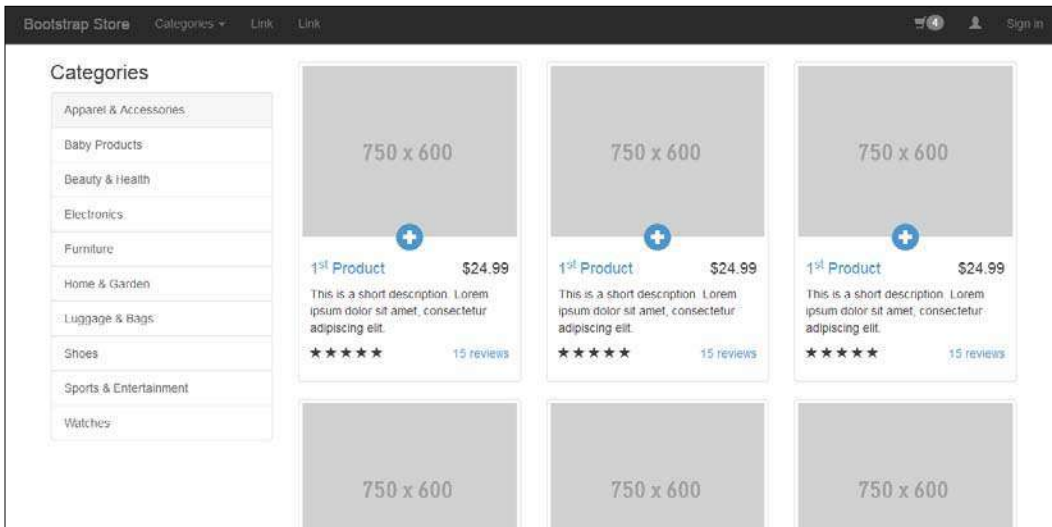 Bootstrap Store Categories Link Link 4 Sign in
Categories
Apparel & Accessories
Baby Products
Beauty & Health
Electronics
Furniture
Home & Garden
Luggage & Bags
Shoes
Sports & Entertainment
Watches
750 x 600
1st Product $24.99
This is a short description. Lorem
ipsum dolor sit amet, consectetur
adipiscing elit.
15 reviews
750 x 600
1st Product $24.99
This is a short description. Lorem
ipsum dolor sit amet, consectetur
adipiscing elit.
15 reviews
750 x 600
1st Product $24.99
This is a short description. Lorem
ipsum dolor sit amet, consectetur
adipiscing elit.
15 reviews
750 x 600
750 x 600
750 x 600